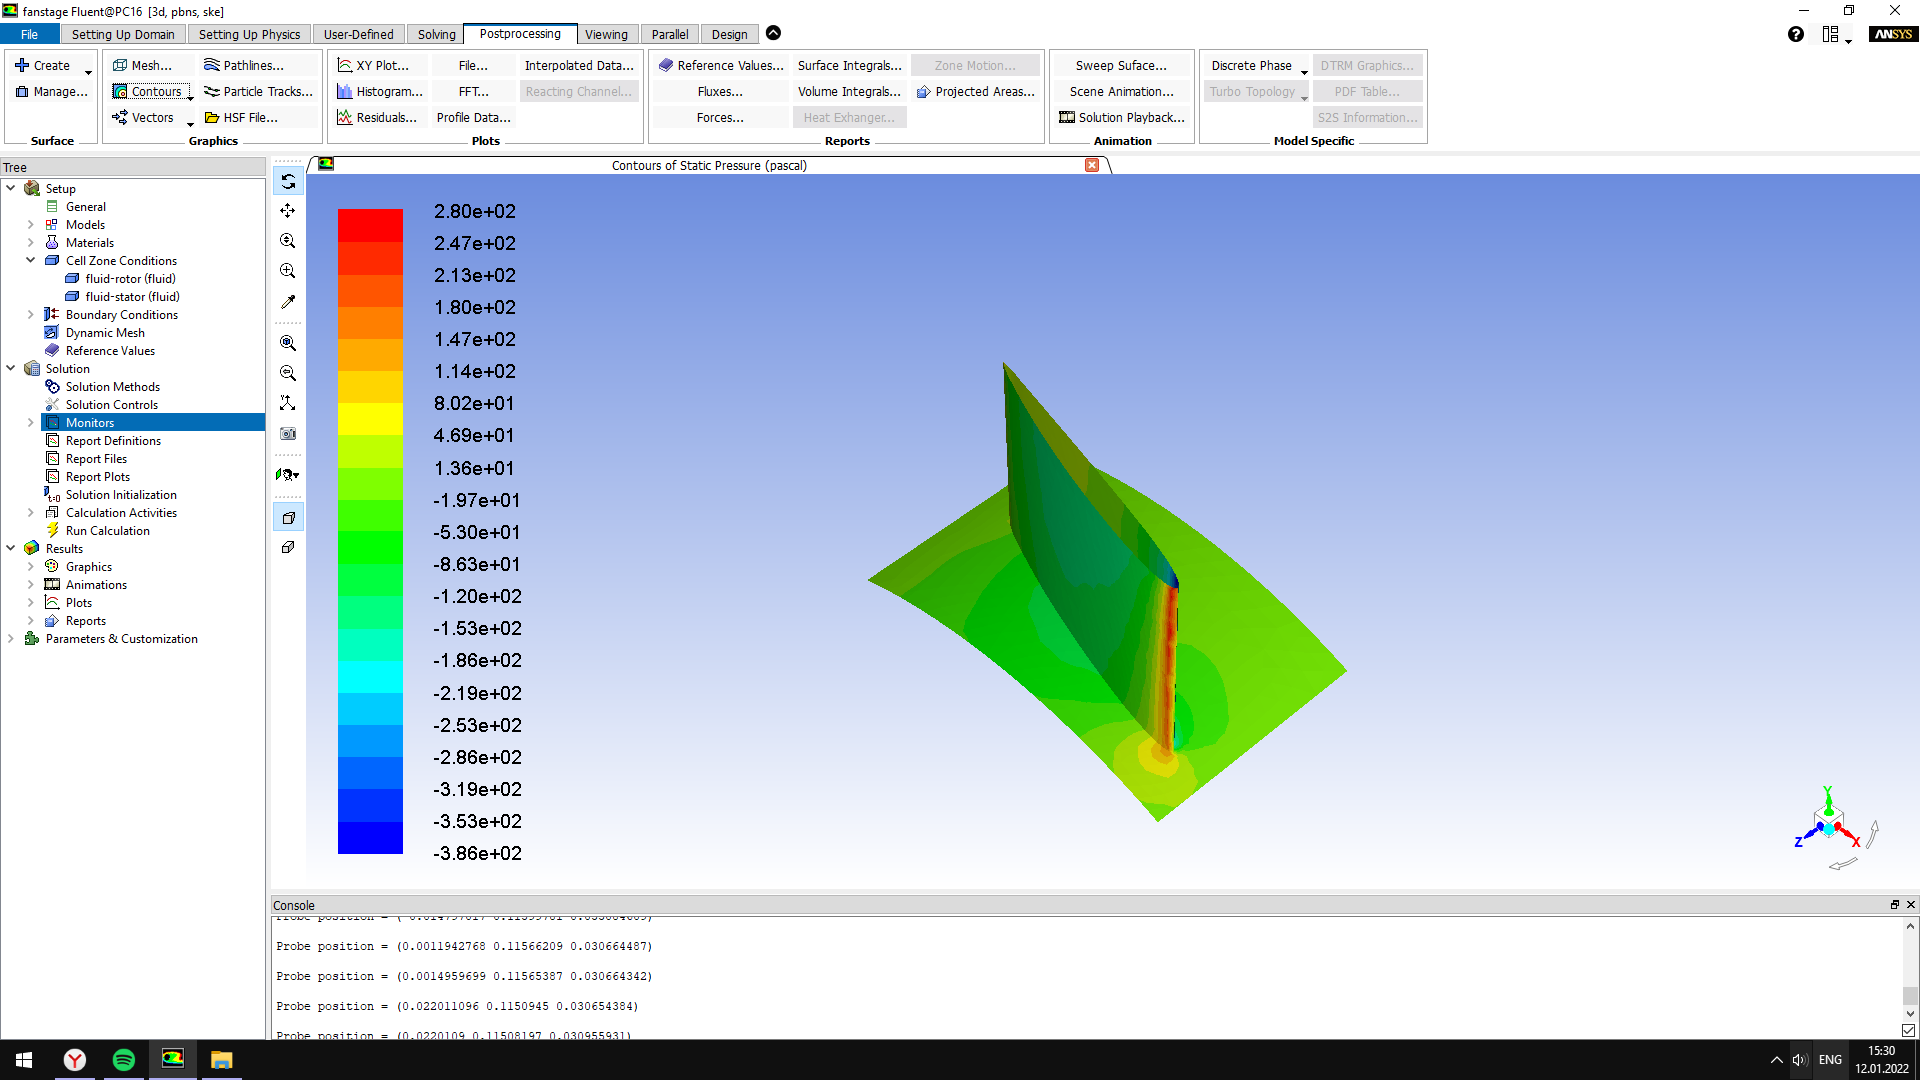 fanstage Fluent@PC16 [3d, pbns, ske]
File Setting Up Domain Setting Up Physics User-Defined Solving Postprocessing Viewing Parallel Design
ANSYS
Create Mesh... Pathlines... XY Plot... File... Interpolated Data... Reference Values... Surface Integrals... Zone Motion... Sweep Suface... Discrete Phase DTRM Graphics...
Manage... Contours Particle Tracks... Histogram... FFT... Reacting Channel... Fluxes... Volume Integrals... Projected Areas... Scene Animation... Turbo Topology PDF Table...
Vectors HSF File... Residuals... Profile Data... Forces... Heat Exhanger... Solution Playback... S2S Information...
Surface Graphics Plots Reports Animation Model Specific
Tree
Setup
General
Models
Materials
Cell Zone Conditions
fluid-rotor (fluid)
fluid-stator (fluid)
Boundary Conditions
Dynamic Mesh
Reference Values
Solution
Solution Methods
Solution Controls
Monitors
Report Definitions
Report Files
Report Plots
Solution Initialization
Calculation Activities
Run Calculation
Results
Graphics
Animations
Plots
Reports
Parameters & Customization
Contours of Static Pressure (pascal)
2.80e+02
2.47e+02
2.13e+02
1.80e+02
1.47e+02
1.14e+02
8.02e+01
4.69e+01
1.36e+01
-1.97e+01
-5.30e+01
-8.63e+01
-1.20e+02
-1.53e+02
-1.86e+02
-2.19e+02
-2.53e+02
-2.86e+02
-3.19e+02
-3.53e+02
-3.86e+02
Y
Z
X
Console
Probe position = (0.0011942768 0.11566209 0.030664487)
Probe position = (0.0014959699 0.11565387 0.030664342)
Probe position = (0.022011096 0.1150945 0.030654384)
Probe position = (0.0220109 0.11508197 0.030955931)
ENG
15:30
12.01.2022